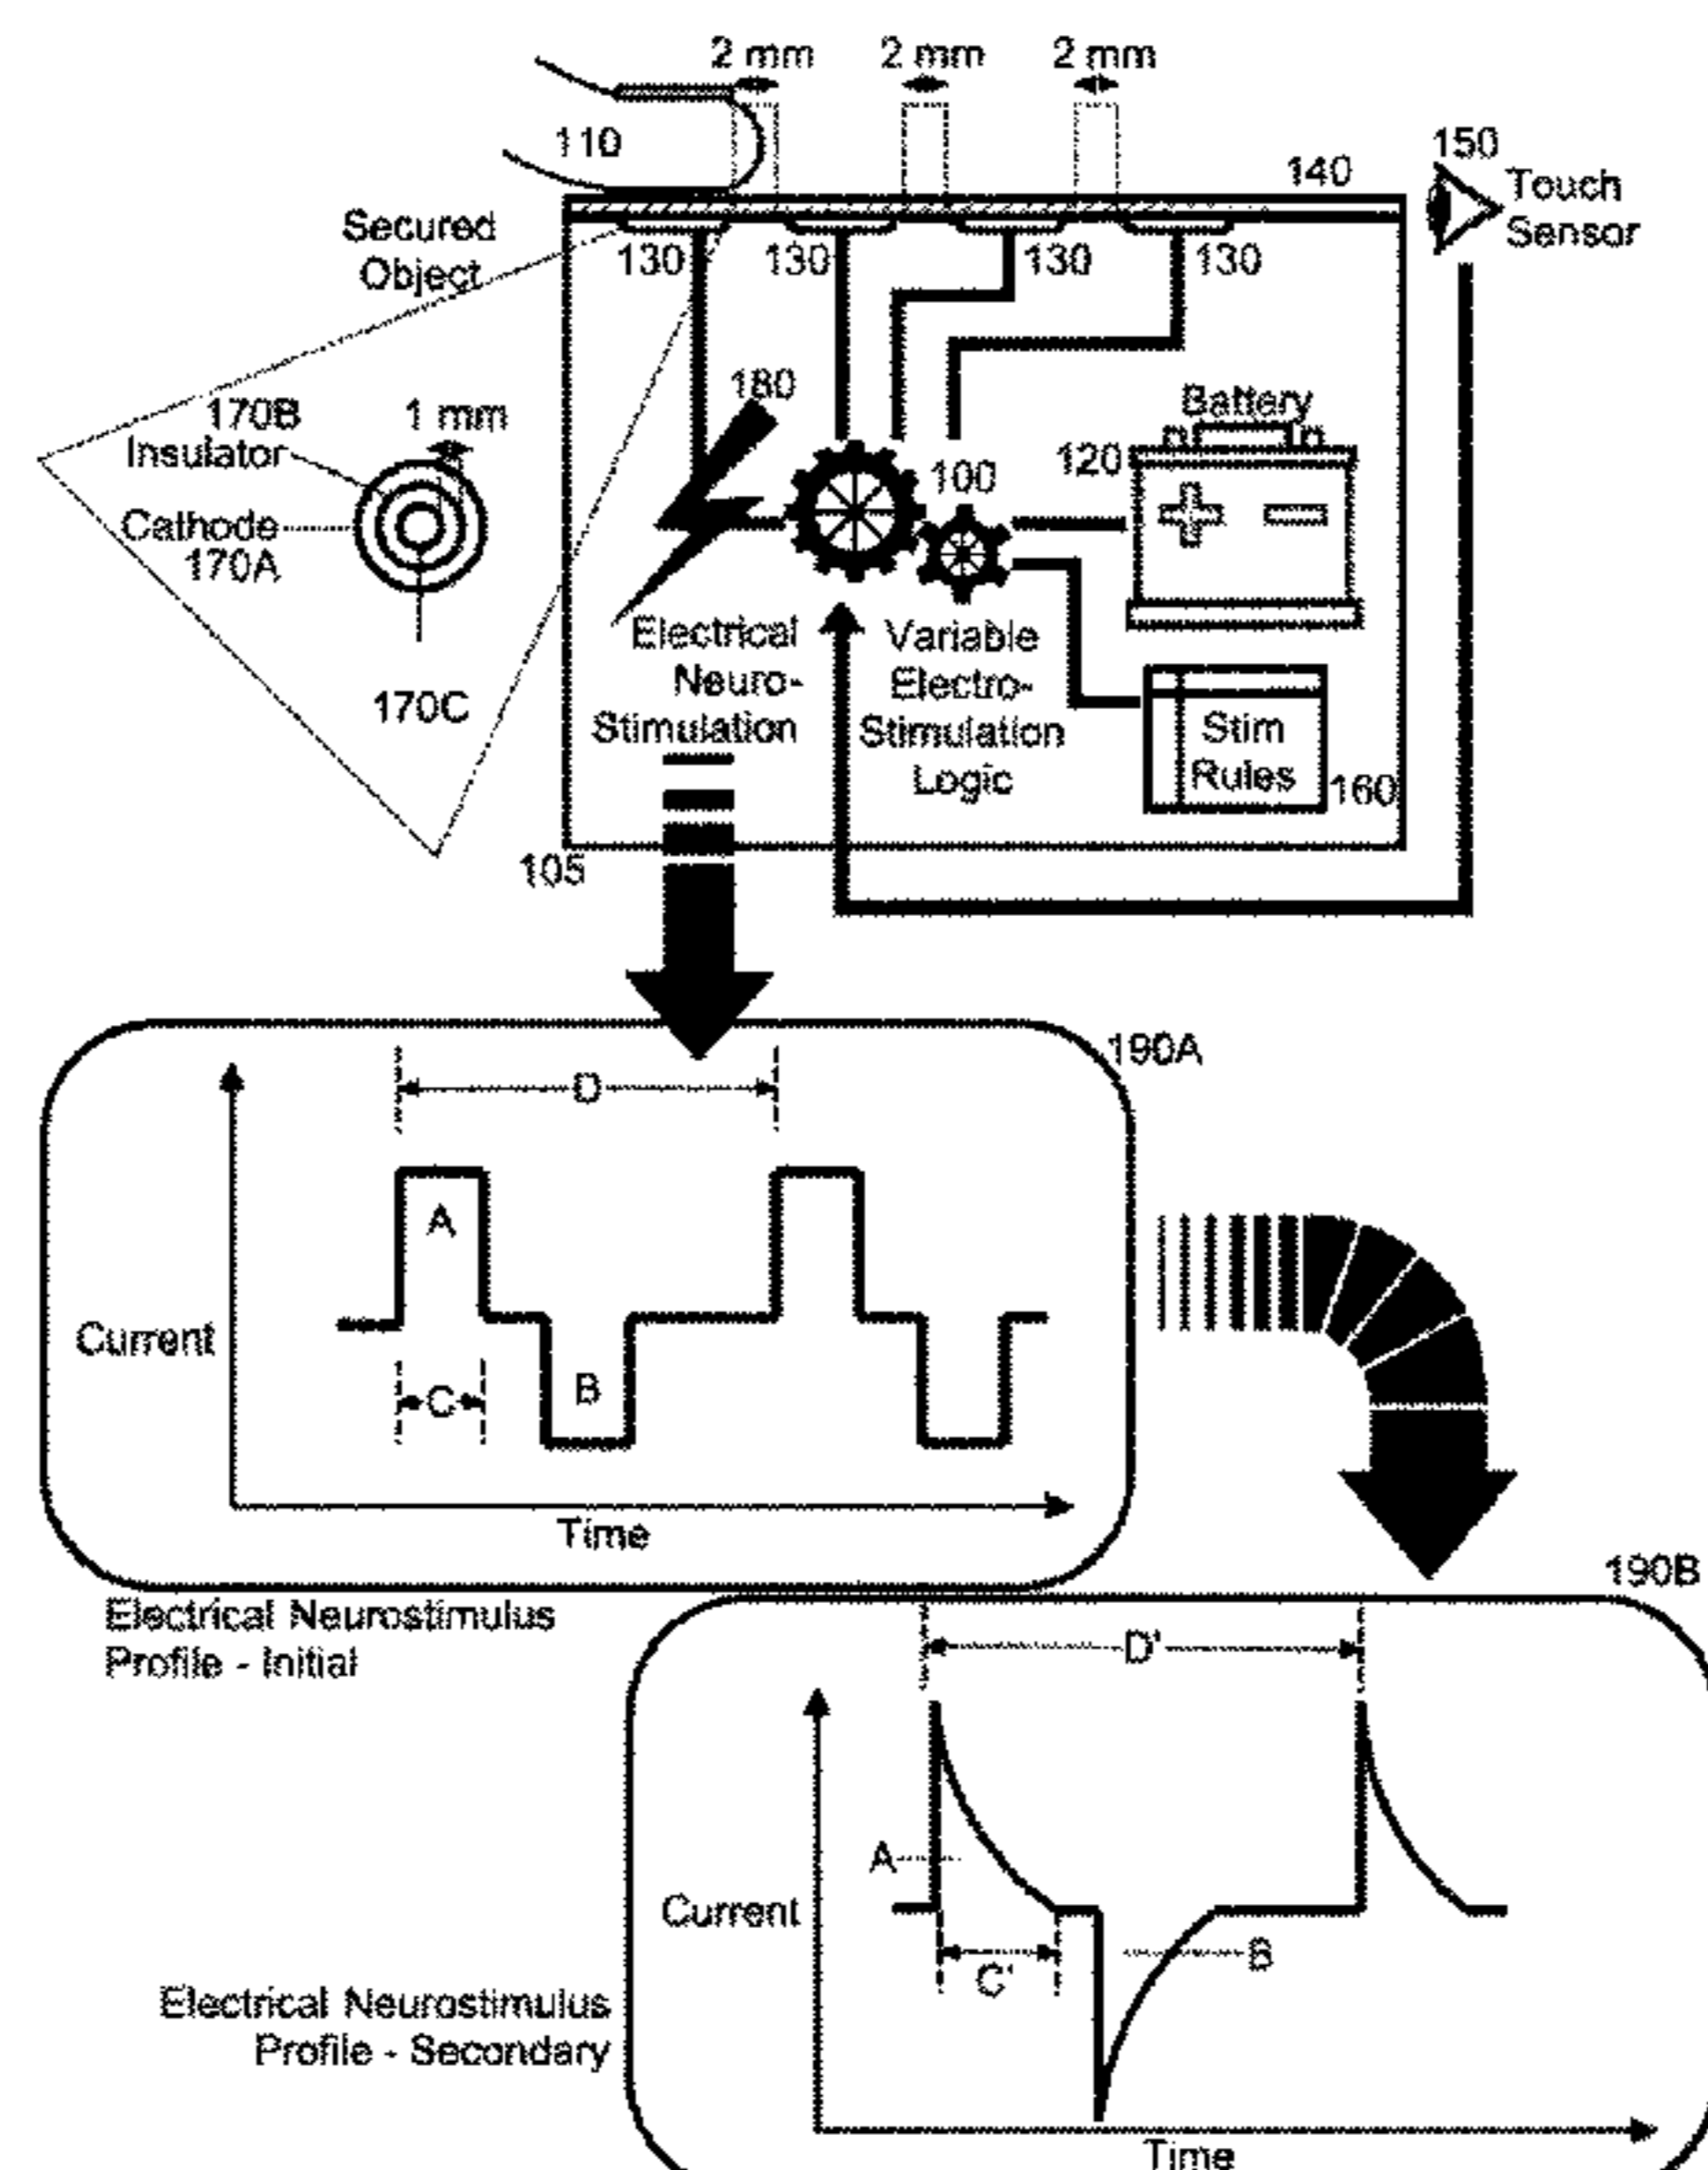 2 mm 2 mm 2 mm
110
140
150
Touch
Sensor
Secured
Object
130 130 130 130
180
170B
Insulator
1 mm
Cathode
170A
170C
Battery
120
100
Electrical
Neuro-
Stimulation
Variable
Electro-
Stimulation
Logic
Stim
Rules
160
105
190A
D
A
Current
C
B
Time
Electrical Neurostimulus
Profile - Initial
190B
D'
A
Current
C'
B
Electrical Neurostimulus
Profile - Secondary
Time